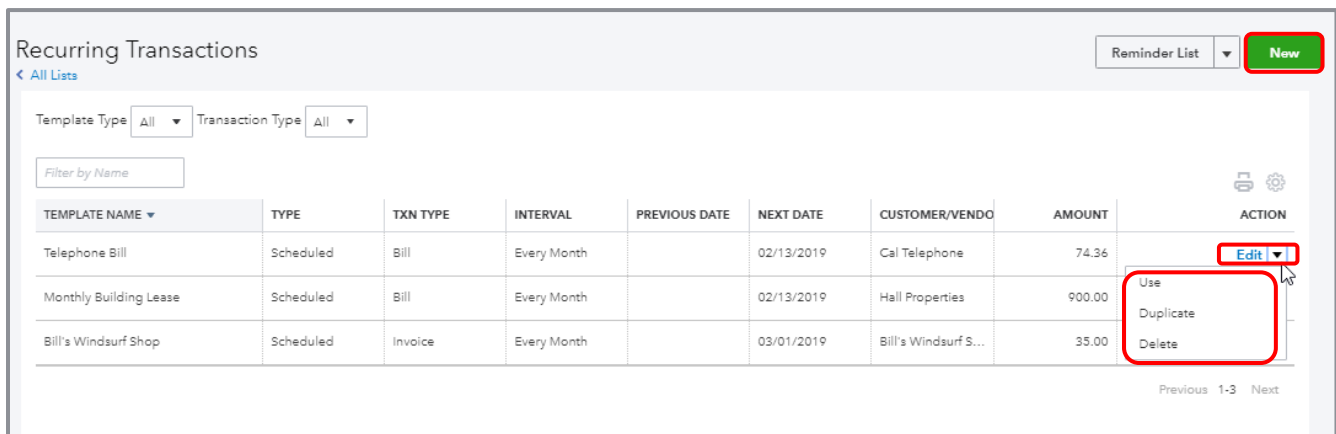 Recurring Transactions
Reminder List New
All Lists
Template Type All Transaction Type All
Filter by Name
TEMPLATE NAME TYPE TXN TYPE INTERVAL PREVIOUS DATE NEXT DATE CUSTOMER/VENDO AMOUNT ACTION
Telephone Bill Scheduled Bill Every Month 02/13/2019 Cal Telephone 74.36 Edit
Use
Monthly Building Lease Scheduled Bill Every Month 02/13/2019 Hall Properties 900.00
Duplicate
Bill's Windsurf Shop Scheduled Invoice Every Month 03/01/2019 Bill's Windsurf S... 35.00 Delete
Previous 1-3 Next